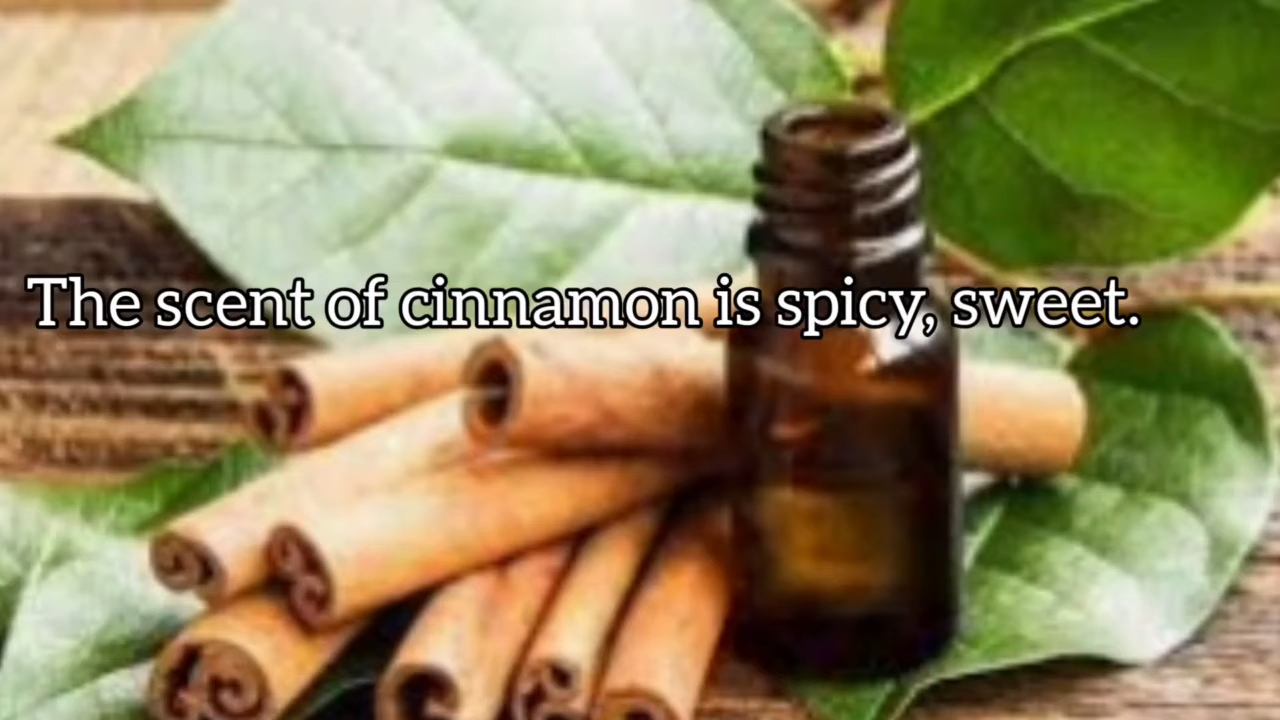 The scent of cinnamon is spicy, sweet.